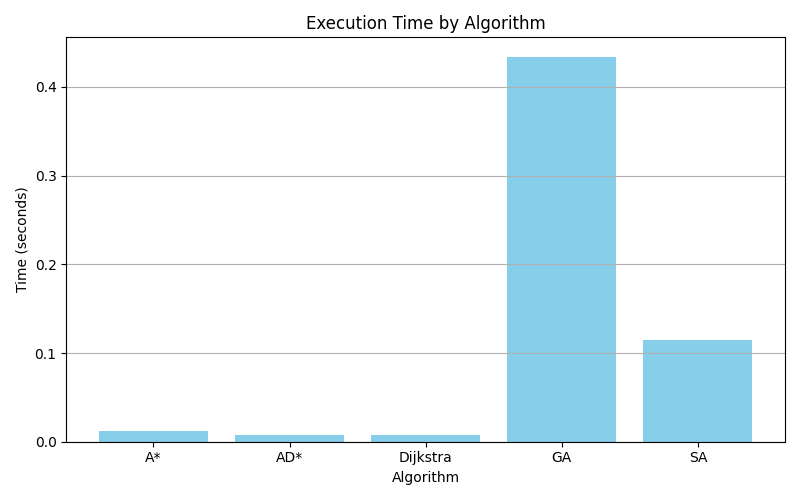 Execution Time by Algorithm
Time (seconds)
0.4
0.3
0.2
0.1
0.0
A* AD* Dijkstra GA SA
Algorithm